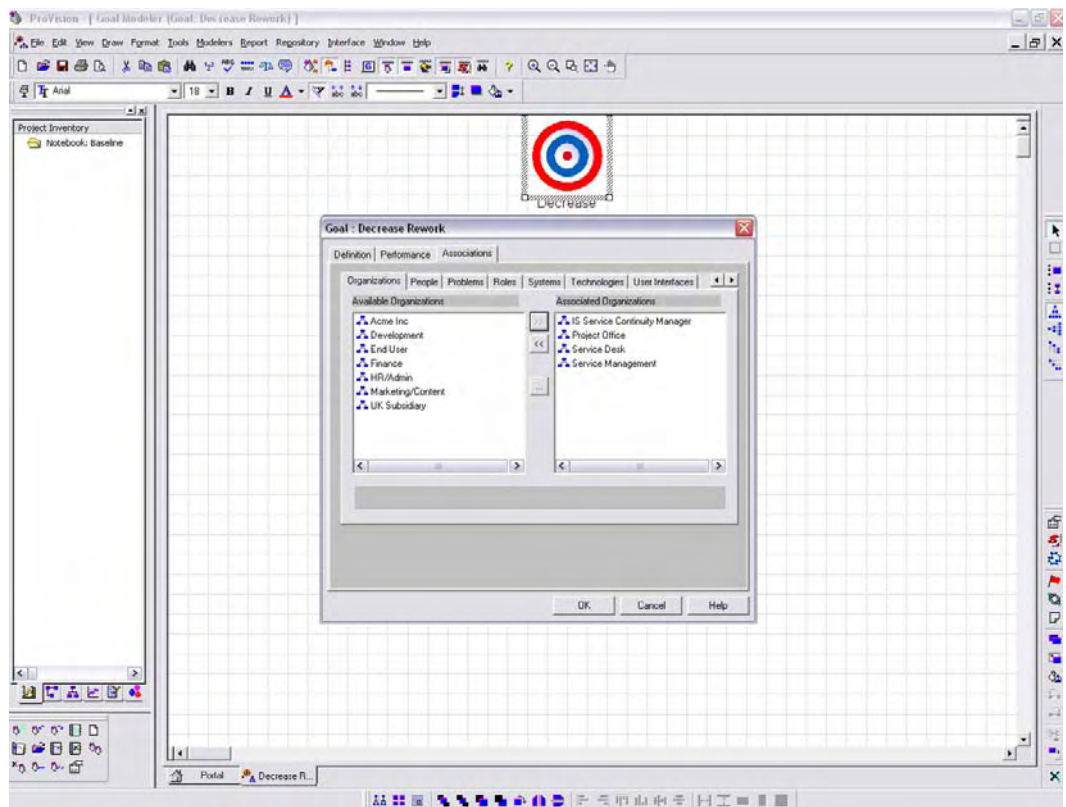 ProVision - [ Goal Modeler (Goal: Decrease Rework) ]
File Edit View Draw Format Tools Modelers Report Repository Interface Window Help
Arial 18 B I U A
Project Inventory
Notebook: Baseline
Decrease
Goal : Decrease Rework
Definition Performance Associations
Organizations People Problems Roles Systems Technologies User Interfaces
Available Organizations
Acme Inc
Development
End User
Finance
HR/Admin
Marketing/Content
UK Subsidiary
>>
<<
...
Associated Organizations
IS Service Continuity Manager
Project Office
Service Desk
Service Management
OK Cancel Help
Portal Decrease R...